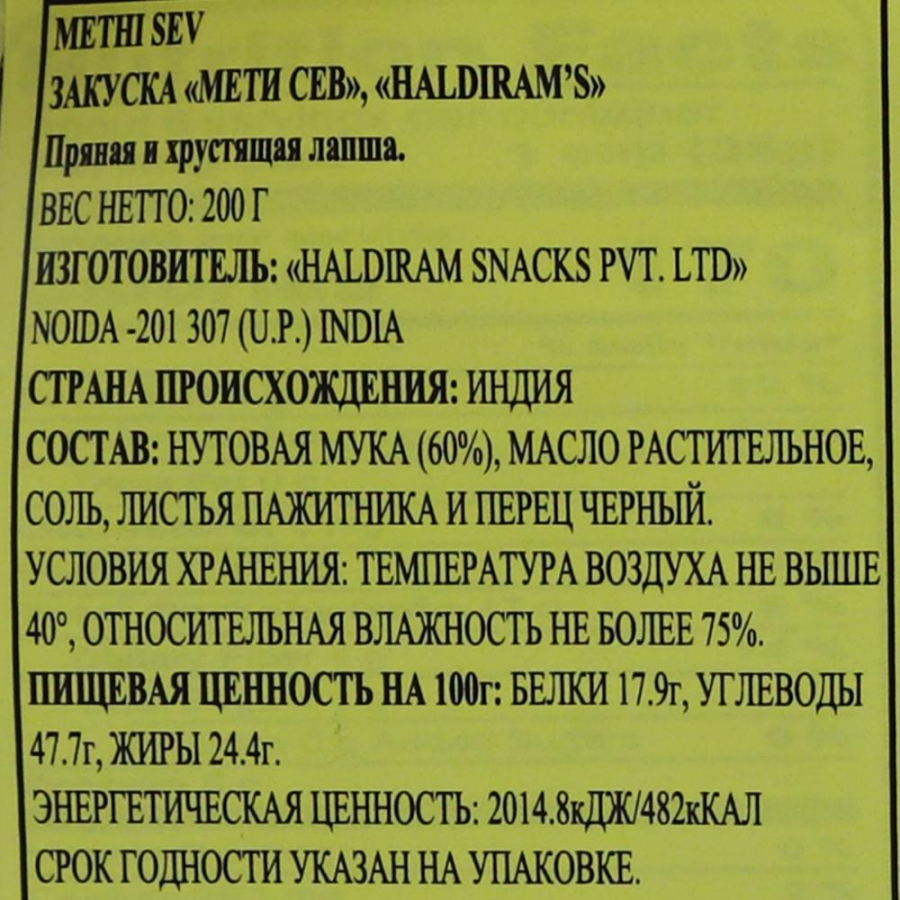 METHI SEV
ЗАКУСКА «МЕТИ СЕВ», «HALDIRAM’S»
Пряная и хрустящая лапша.
ВЕС НЕТТО: 200 Г
ИЗГОТОВИТЕЛЬ: «HALDIRAM SNACKS PVT. LTD»
NOIDA -201 307 (U.P.) INDIA
СТРАНА ПРОИСХОЖДЕНИЯ: ИНДИЯ
СОСТАВ: НУТОВАЯ МУКА (60%), МАСЛО РАСТИТЕЛЬНОЕ,
СОЛЬ, ЛИСТЬЯ ПАЖИТНИКА И ПЕРЕЦ ЧЕРНЫЙ.
УСЛОВИЯ ХРАНЕНИЯ: ТЕМПЕРАТУРА ВОЗДУХА НЕ ВЫШЕ
40°, ОТНОСИТЕЛЬНАЯ ВЛАЖНОСТЬ НЕ БОЛЕЕ 75%.
ПИЩЕВАЯ ЦЕННОСТЬ НА 100г: БЕЛКИ 17.9г, УГЛЕВОДЫ
47.7г, ЖИРЫ 24.4г.
ЭНЕРГЕТИЧЕСКАЯ ЦЕННОСТЬ: 2014.8кДЖ/482кКАЛ
СРОК ГОДНОСТИ УКАЗАН НА УПАКОВКЕ.